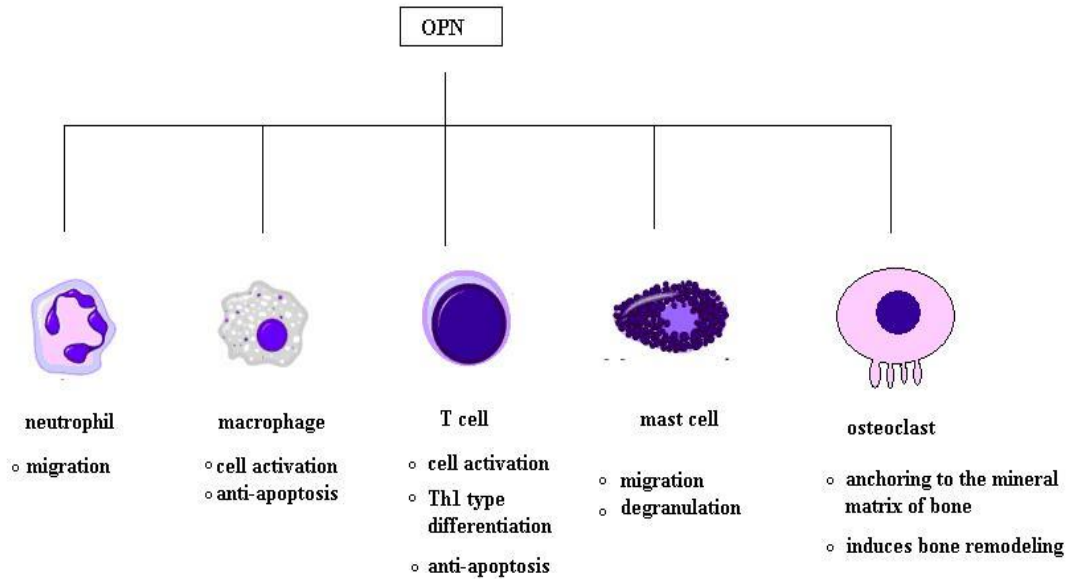 OPN
neutrophil
○ migration
macrophage
○ cell activation
○ anti-apoptosis
T cell
○ cell activation
○ Th1 type
differentiation
○ anti-apoptosis
mast cell
○ migration
○ degranulation
osteoclast
○ anchoring to the mineral
matrix of bone
○ induces bone remodeling